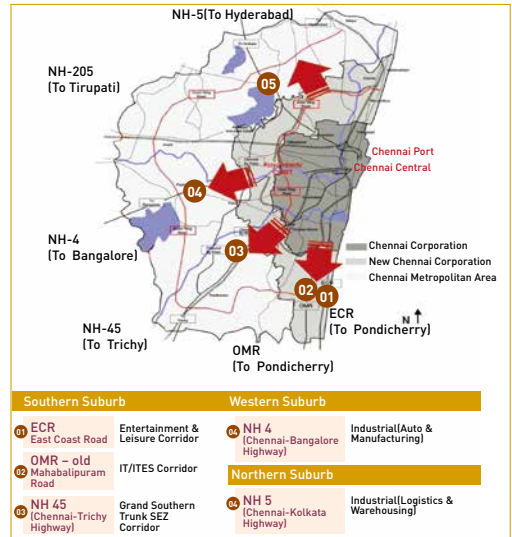 NH-5(To Hyderabad)
NH-205
(To Tirupati)
05
Chennai Port
Chennai Central
04
03
NH-4
(To Bangalore)
Chennai Corporation
New Chennai Corporation
Chennai Metropolitan Area
02
01
OMR
ECR
(To Pondicherry)
N
NH-45
(To Trichy)
OMR
(To Pondicherry)
Southern Suburb
01 ECR
East Coast Road
Entertainment &
Leisure Corridor
02 OMR – old
Mahabalipuram
Road
IT/ITES Corridor
03 NH 45
(Chennai-Trichy
Highway)
Grand Southern
Trunk SEZ
Corridor
Western Suburb
04 NH 4
(Chennai-Bangalore
Highway)
Industrial(Auto &
Manufacturing)
Northern Suburb
04 NH 5
(Chennai-Kolkata
Highway)
Industrial(Logistics &
Warehousing)